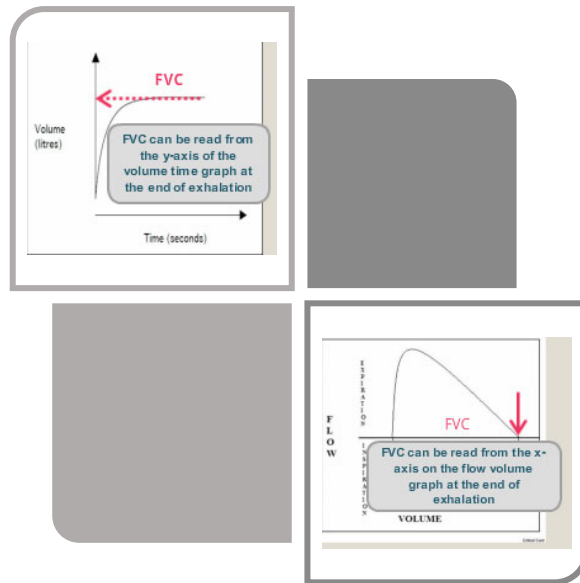 FVC
Volume
(litres)
FVC can be read from
the y-axis of the
volume time graph at
the end of exhalation
Time (seconds)
EXPIRATION
FLOW
FVC
INSPIRATION
FVC can be read from the x-
axis on the flow volume
graph at the end of
exhalation
VOLUME